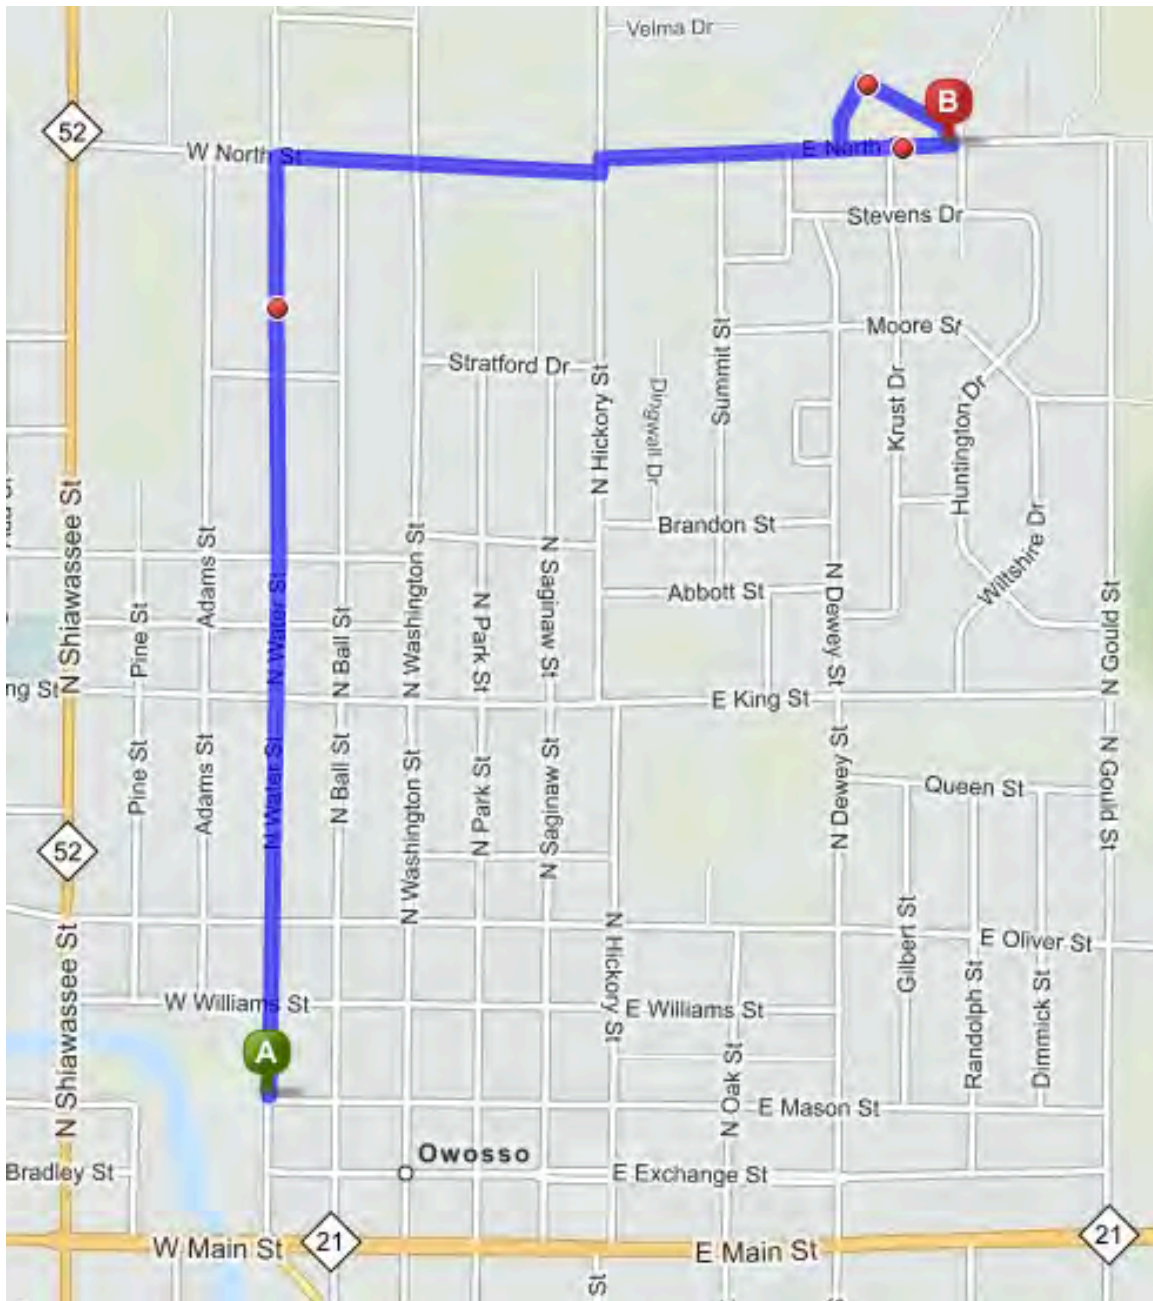 Velma Dr
52
B
W North St
E North
Stevens Dr
Moore St
Stratford Dr
Summit St
N Hickory St
Dingwall Dr
Krust Dr
Huntington Dr
N Shiawassee St
Adams St
N Washington St
Brandon St
Wiltshire Dr
Abbott St
N Saginaw St
N Park St
N Dewey St
N Gould St
Pine St
N Water St
N Ball St
ng St
E King St
Pine St
Adams St
N Water St
N Ball St
N Washington St
N Park St
N Saginaw St
N Dewey St
N Gould St
Queen St
52
N Shiawassee St
N Hickory St
Gilbert St
E Oliver St
Randolph St
Dimmick St
W Williams St
E Williams St
A
N Oak St
E Mason St
Owosso
Bradley St
E Exchange St
21
21
W Main St
E Main St
St